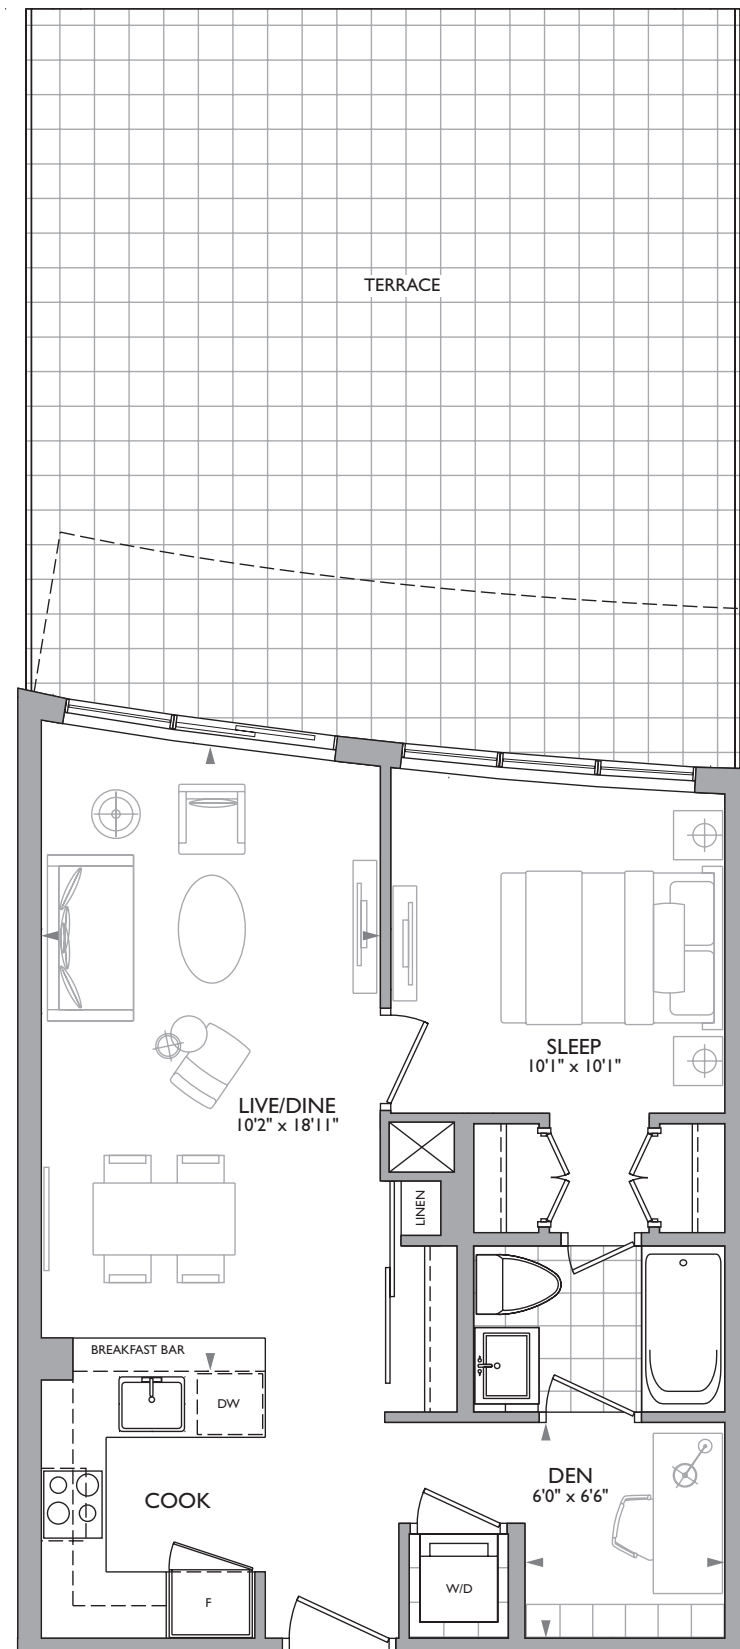 TERRACE
SLEEP
10'1" x 10'1"
LIVE/DINE
10'2" x 18'11"
LINEN
BREAKFAST BAR
DW
COOK
DEN
6'0" x 6'6"
W/D
F